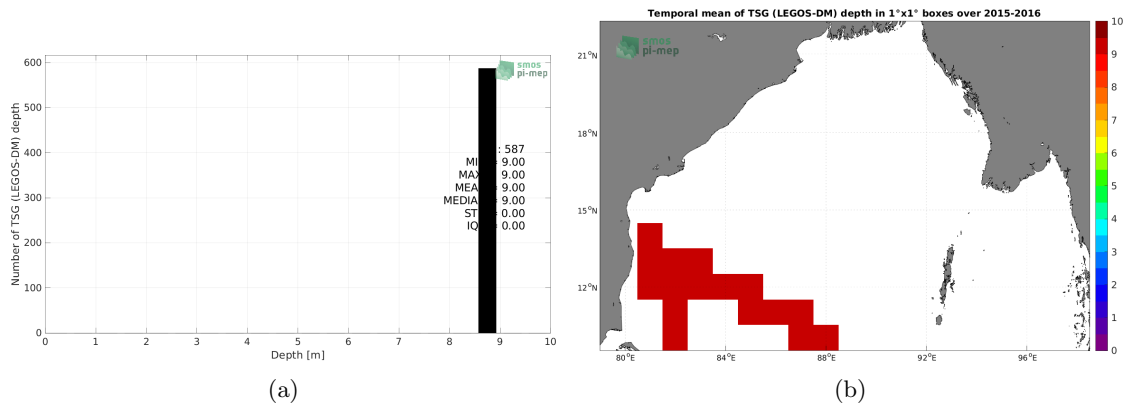 Temporal mean of TSG (LEGOS-DM) depth in 1°x1° boxes over 2015-2016
smos
pi-mep
Number of TSG (LEGOS-DM) depth
600
500
400
300
200
100
0
: 587
9.00
9.00
9.00
9.00
0.00
0.00
0 1 2 3 4 5 6 7 8 9 10
Depth [m]
(a)
smos
pi-mep
21°N
18°N
15°N
12°N
80°E 84°E 88°E 92°E 96°E
10
9
8
7
6
5
4
3
2
1
0
(b)